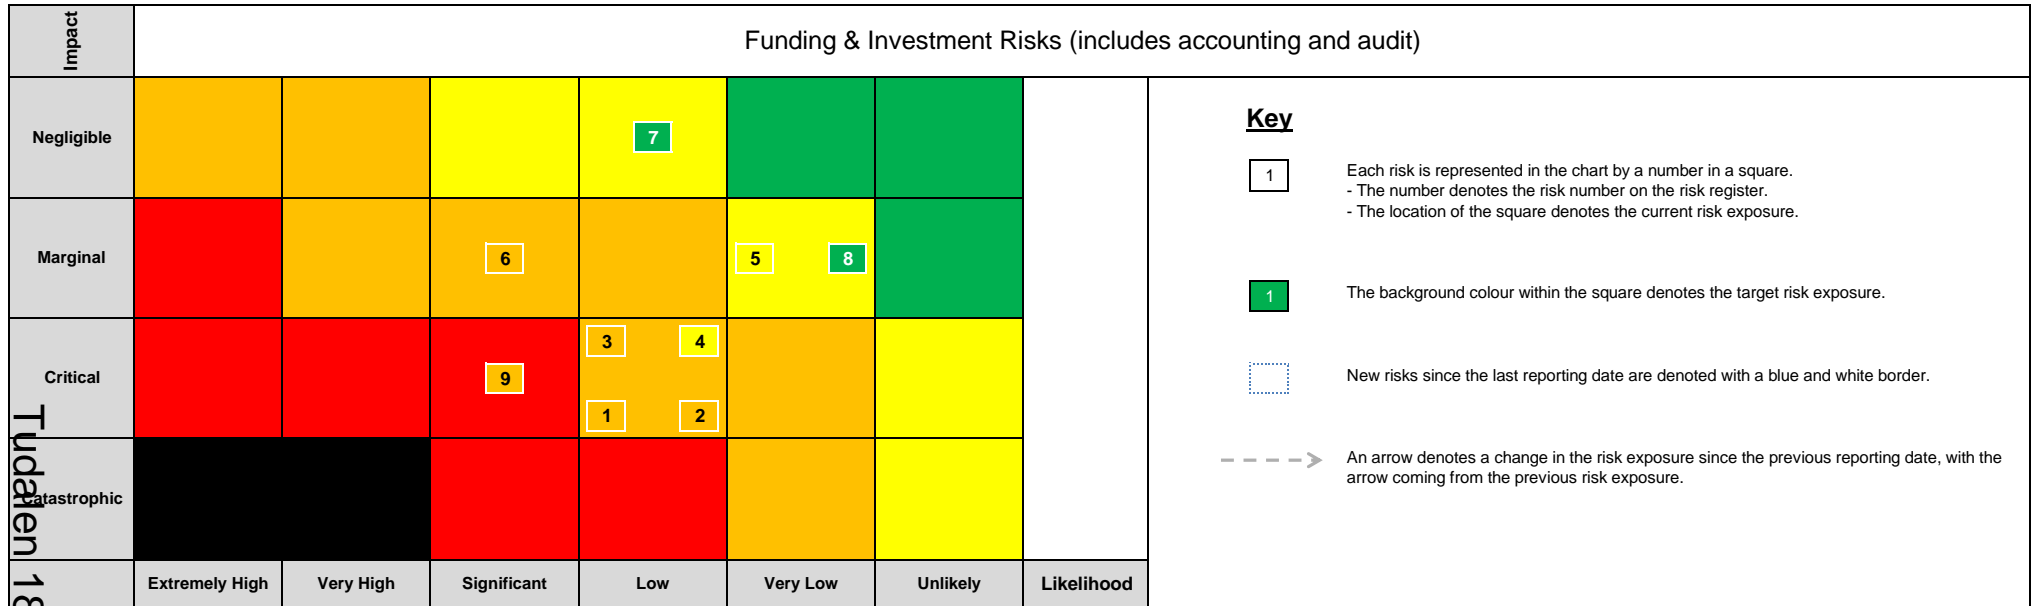 Impact
Funding & Investment Risks (includes accounting and audit)
Negligible
7
Marginal
6
5
8
Critical
3
4
9
1
2
Catastrophic
Extremely High
Very High
Significant
Low
Very Low
Unlikely
Likelihood
Key
1
Each risk is represented in the chart by a number in a square.
- The number denotes the risk number on the risk register.
- The location of the square denotes the current risk exposure.
1
The background colour within the square denotes the target risk exposure.
New risks since the last reporting date are denoted with a blue and white border.
An arrow denotes a change in the risk exposure since the previous reporting date, with the
arrow coming from the previous risk exposure.
Tudalen 18